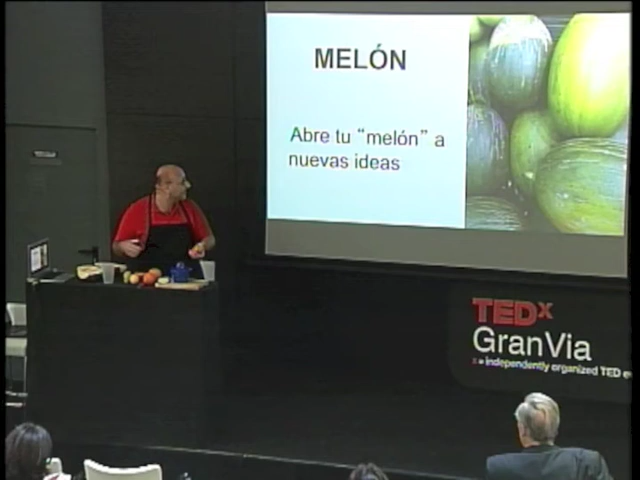 MELÓN
Abre tu “melón” a
nuevas ideas
TEDx
GranVia
x = independently organized TED e